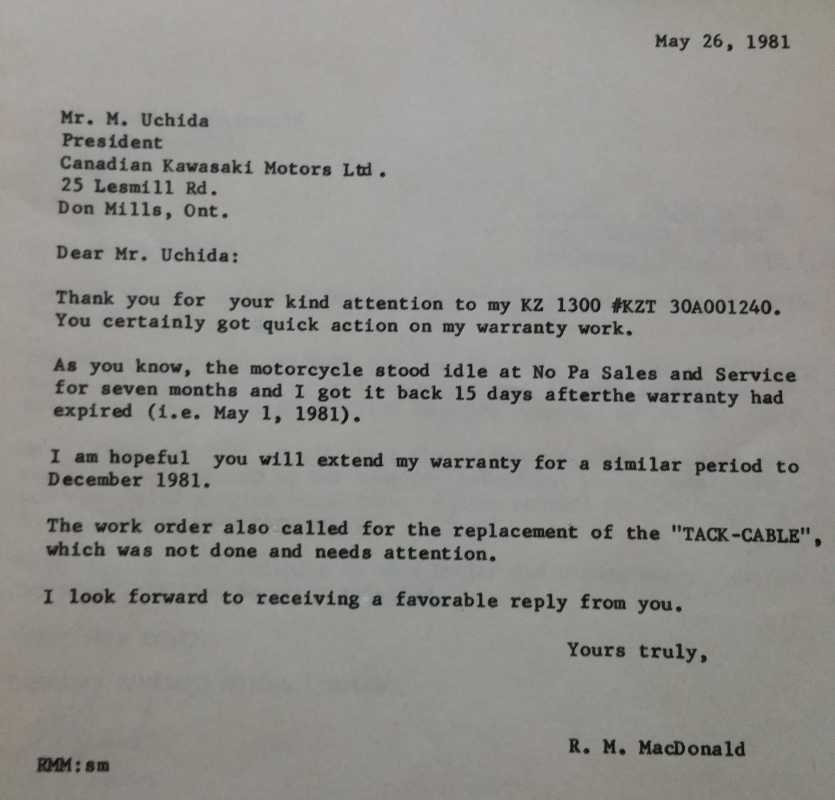 May 26, 1981
Mr. M. Uchida
President
Canadian Kawasaki Motors Ltd.
25 Lesmill Rd.
Don Mills, Ont.
Dear Mr. Uchida:
Thank you for your kind attention to my KZ 1300 #KZT 30A001240.
You certainly got quick action on my warranty work.
As you know, the motorcycle stood idle at No Pa Sales and Service
for seven months and I got it back 15 days afterthe warranty had
expired (i.e. May 1, 1981).
I am hopeful you will extend my warranty for a similar period to
December 1981.
The work order also called for the replacement of the "TACK-CABLE",
which was not done and needs attention.
I look forward to receiving a favorable reply from you.
Yours truly,
R. M. MacDonald
RMM:sm